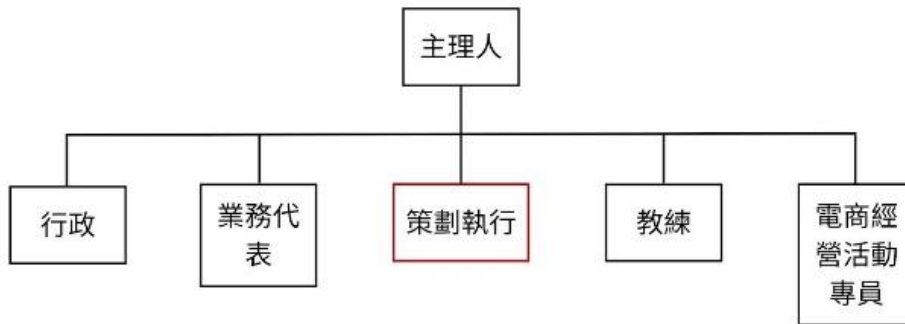 主理人
行政
業務代
表
策劃執行
教練
電商經
營活動
專員